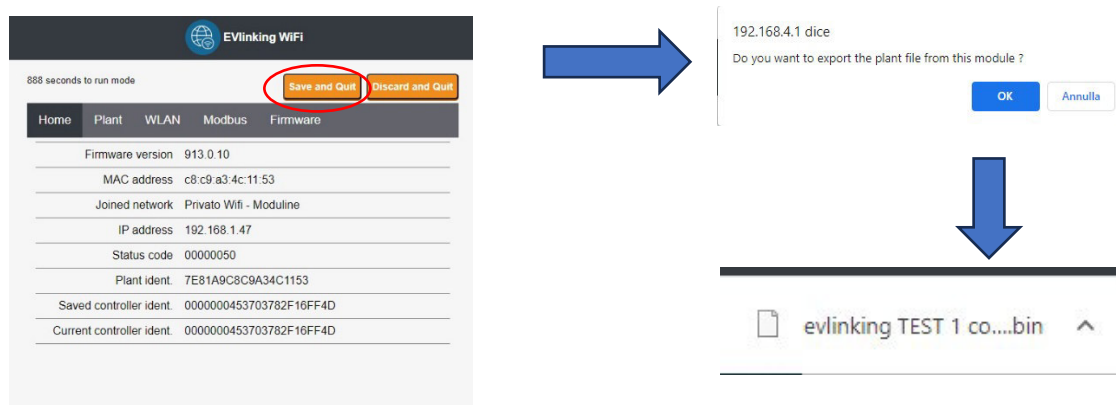 EVlinking WiFi
888 seconds to run mode
Save and Quit Discard and Quit
Home Plant WLAN Modbus Firmware
Firmware version 913.0.10
MAC address c8:c9:a3:4c:11:53
Joined network Privato Wifi - Moduline
IP address 192.168.1.47
Status code 00000050
Plant ident. 7E81A9C8C9A34C1153
Saved controller ident. 0000000453703782F16FF4D
Current controller ident. 0000000453703782F16FF4D
192.168.4.1 dice
Do you want to export the plant file from this module ?
OK Annulla
evlinking TEST 1 co....bin